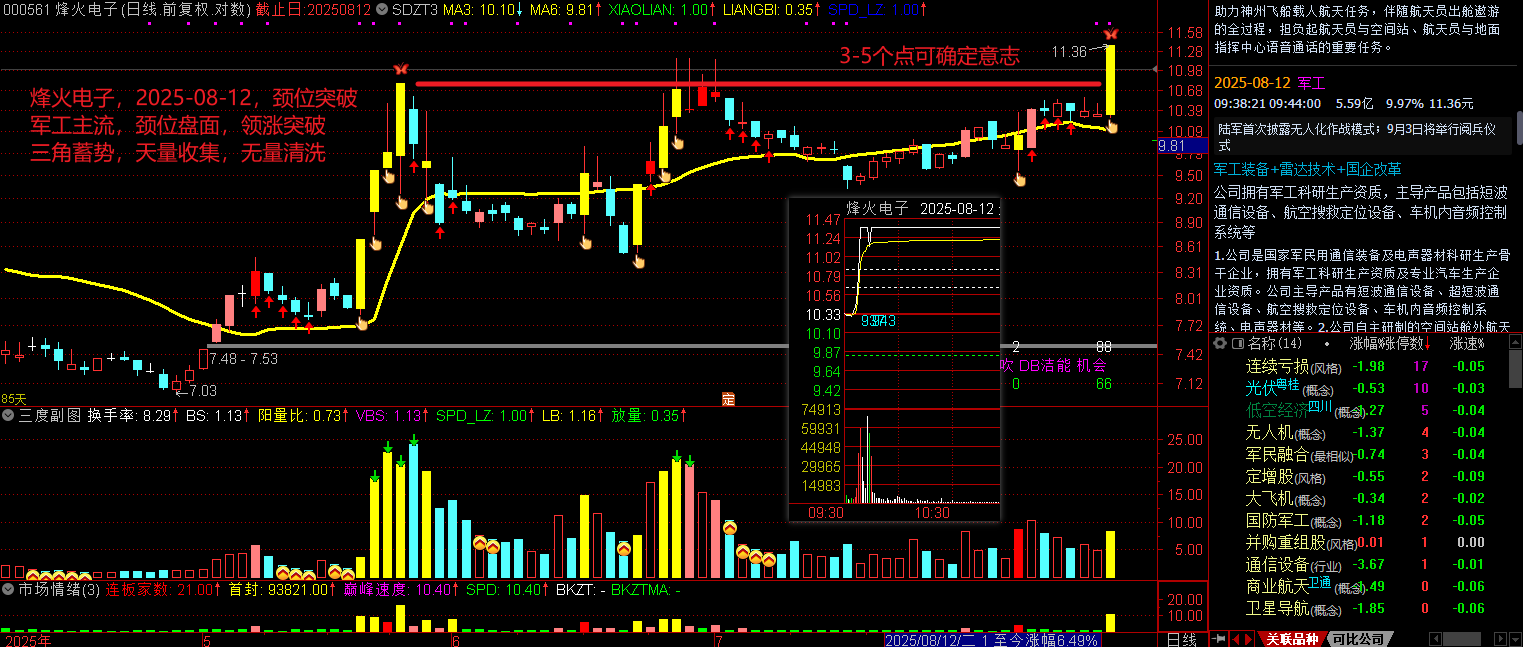 000561 烽火电子(日线.前复权.对数) 截止日:20250812 SDZT3 MA3: 10.10↓ MA6: 9.81↑ XIAOLIAN: 1.00↑ LIANGBI: 0.35↑ SPD_LZ: 1.00↑
3-5个点可确定意志
11.36
烽火电子，2025-08-12，颈位突破
军工主流，颈位盘面，领涨突破
三角蓄势，天量收集，无量清洗
7.48 - 7.53
7.03
85天
定
11.58
11.28
10.98
10.68
10.39
10.09
9.81
9.79
9.50
9.20
8.90
8.61
8.31
8.01
7.72
7.42
7.12
烽火电子 2025-08-12
11.47
11.24
11.02
10.79
10.56
10.33
10.10
9.87
9.64
9.42
74913
59931
44948
29965
14983
09:30 10:30
2 88
吹 DB洁能 机会
0 66
三度副图 换手率: 8.29↑ BS: 1.13↑ 阳量比: 0.73↑ VBS: 1.13↑ SPD_LZ: 1.00↑ LB: 1.16↑ 放量: 0.35↑
25.00
20.00
15.00
10.00
5.00
市场情绪(3) 连板家数: 21.00↑ 首封: 93821.00↑ 巅峰速度: 10.40↑ SPD: 10.40↑ BKZT: - BKZTMA: -
20.00
10.00
2025年 5 6 7 2025/08/12/二 1 至今涨幅6.49% 日线
助力神州飞船载人航天任务，伴随航天员出舱遨游
的全过程，担负起航天员与空间站、航天员与地面
指挥中心语音通话的重要任务。
2025-08-12 军工
09:38:21 09:44:00 5.59亿 9.97% 11.36元
陆军首次披露无人化作战模式；9月3日将举行阅兵仪
式
军工装备+雷达技术+国企改革
公司拥有军工科研生产资质，主导产品包括短波
通信设备、航空搜救定位设备、车机内音频控制
系统等
1.公司是国家军民用通信装备及电声器材科研生产骨
干企业，拥有军工科研生产资质及专业汽车生产企
业资质。公司主导产品有短波通信设备、超短波通
信设备、航空搜救定位设备、车机内音频控制系
统、电声器材等。2.公司自主研制的空间站舱外航天
名称(14) • 涨幅% 涨停数↓ 涨速%
连续亏损(风格) -1.98 17 -0.05
光伏粤桂(概念) -0.53 10 -0.03
低空经济四川(概念) 1.27 5 -0.04
无人机(概念) -1.37 4 -0.04
军民融合(最相似) -0.74 3 -0.04
定增股(风格) -0.55 2 -0.09
大飞机(概念) -0.34 2 -0.02
国防军工(概念) -1.18 2 -0.05
并购重组股(风格) 0.01 1 0.00
通信设备(行业) -3.67 1 -0.01
商业航天卫通(概念) 1.49 0 -0.06
卫星导航(概念) -1.85 0 -0.06
关联品种 可比公司